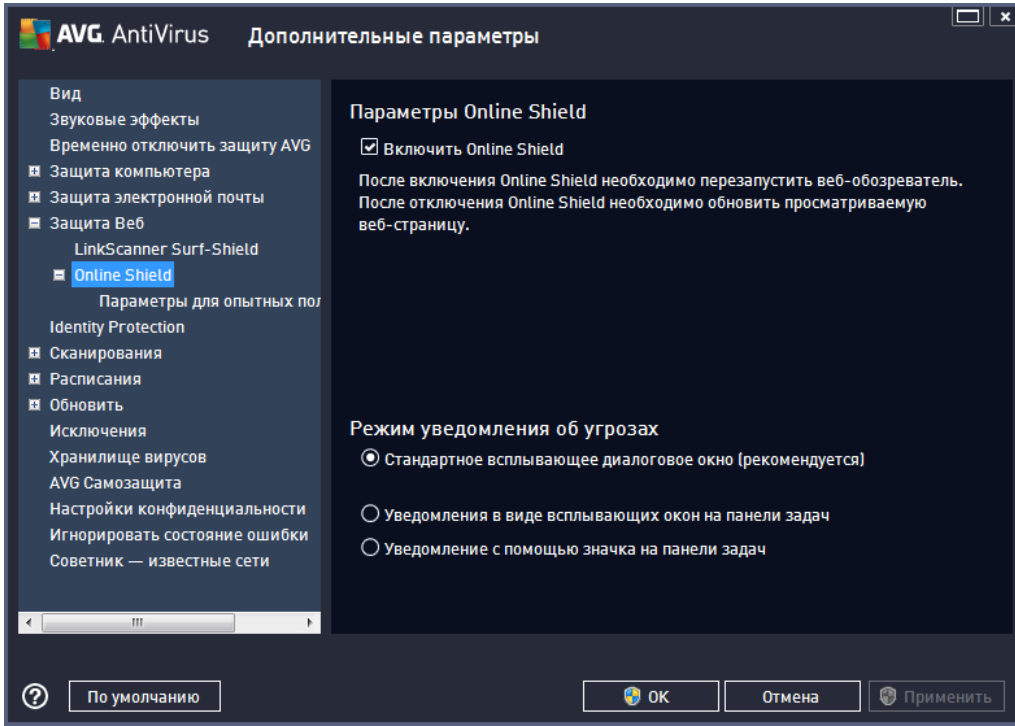 AVG AntiVirus Дополнительные параметры
Вид
Звуковые эффекты
Временно отключить защиту AVG
Защита компьютера
Защита электронной почты
Защита Веб
LinkScanner Surf-Shield
Online Shield
Параметры для опытных пол
Identity Protection
Сканирования
Расписания
Обновить
Исключения
Хранилище вирусов
AVG Самозащита
Настройки конфиденциальности
Игнорировать состояние ошибки
Советник — известные сети
Параметры Online Shield
Включить Online Shield
После включения Online Shield необходимо перезапустить веб-обозреватель.
После отключения Online Shield необходимо обновить просматриваемую
веб-страницу.
Режим уведомления об угрозах
Стандартное всплывающее диалоговое окно (рекомендуется)
Уведомления в виде всплывающих окон на панели задач
Уведомление с помощью значка на панели задач
По умолчанию
ОК
Отмена
Применить